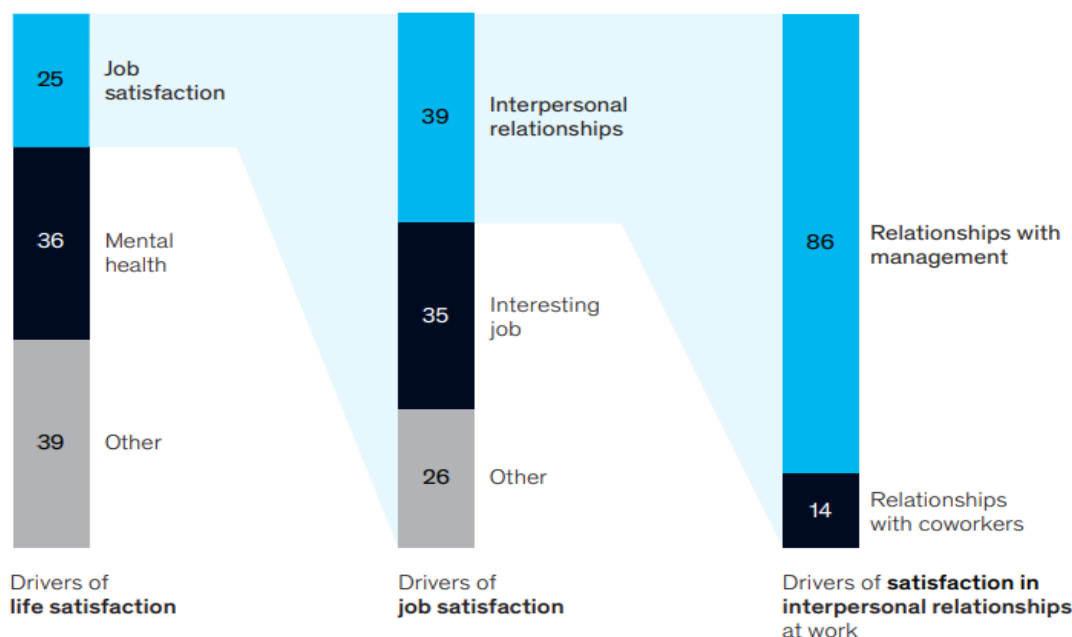 25
Job
satisfaction
36
Mental
health
39
Other
Drivers of
life satisfaction
39
Interpersonal
relationships
35
Interesting
job
26
Other
Drivers of
job satisfaction
86
Relationships with
management
14
Relationships
with coworkers
Drivers of satisfaction in
interpersonal relationships
at work